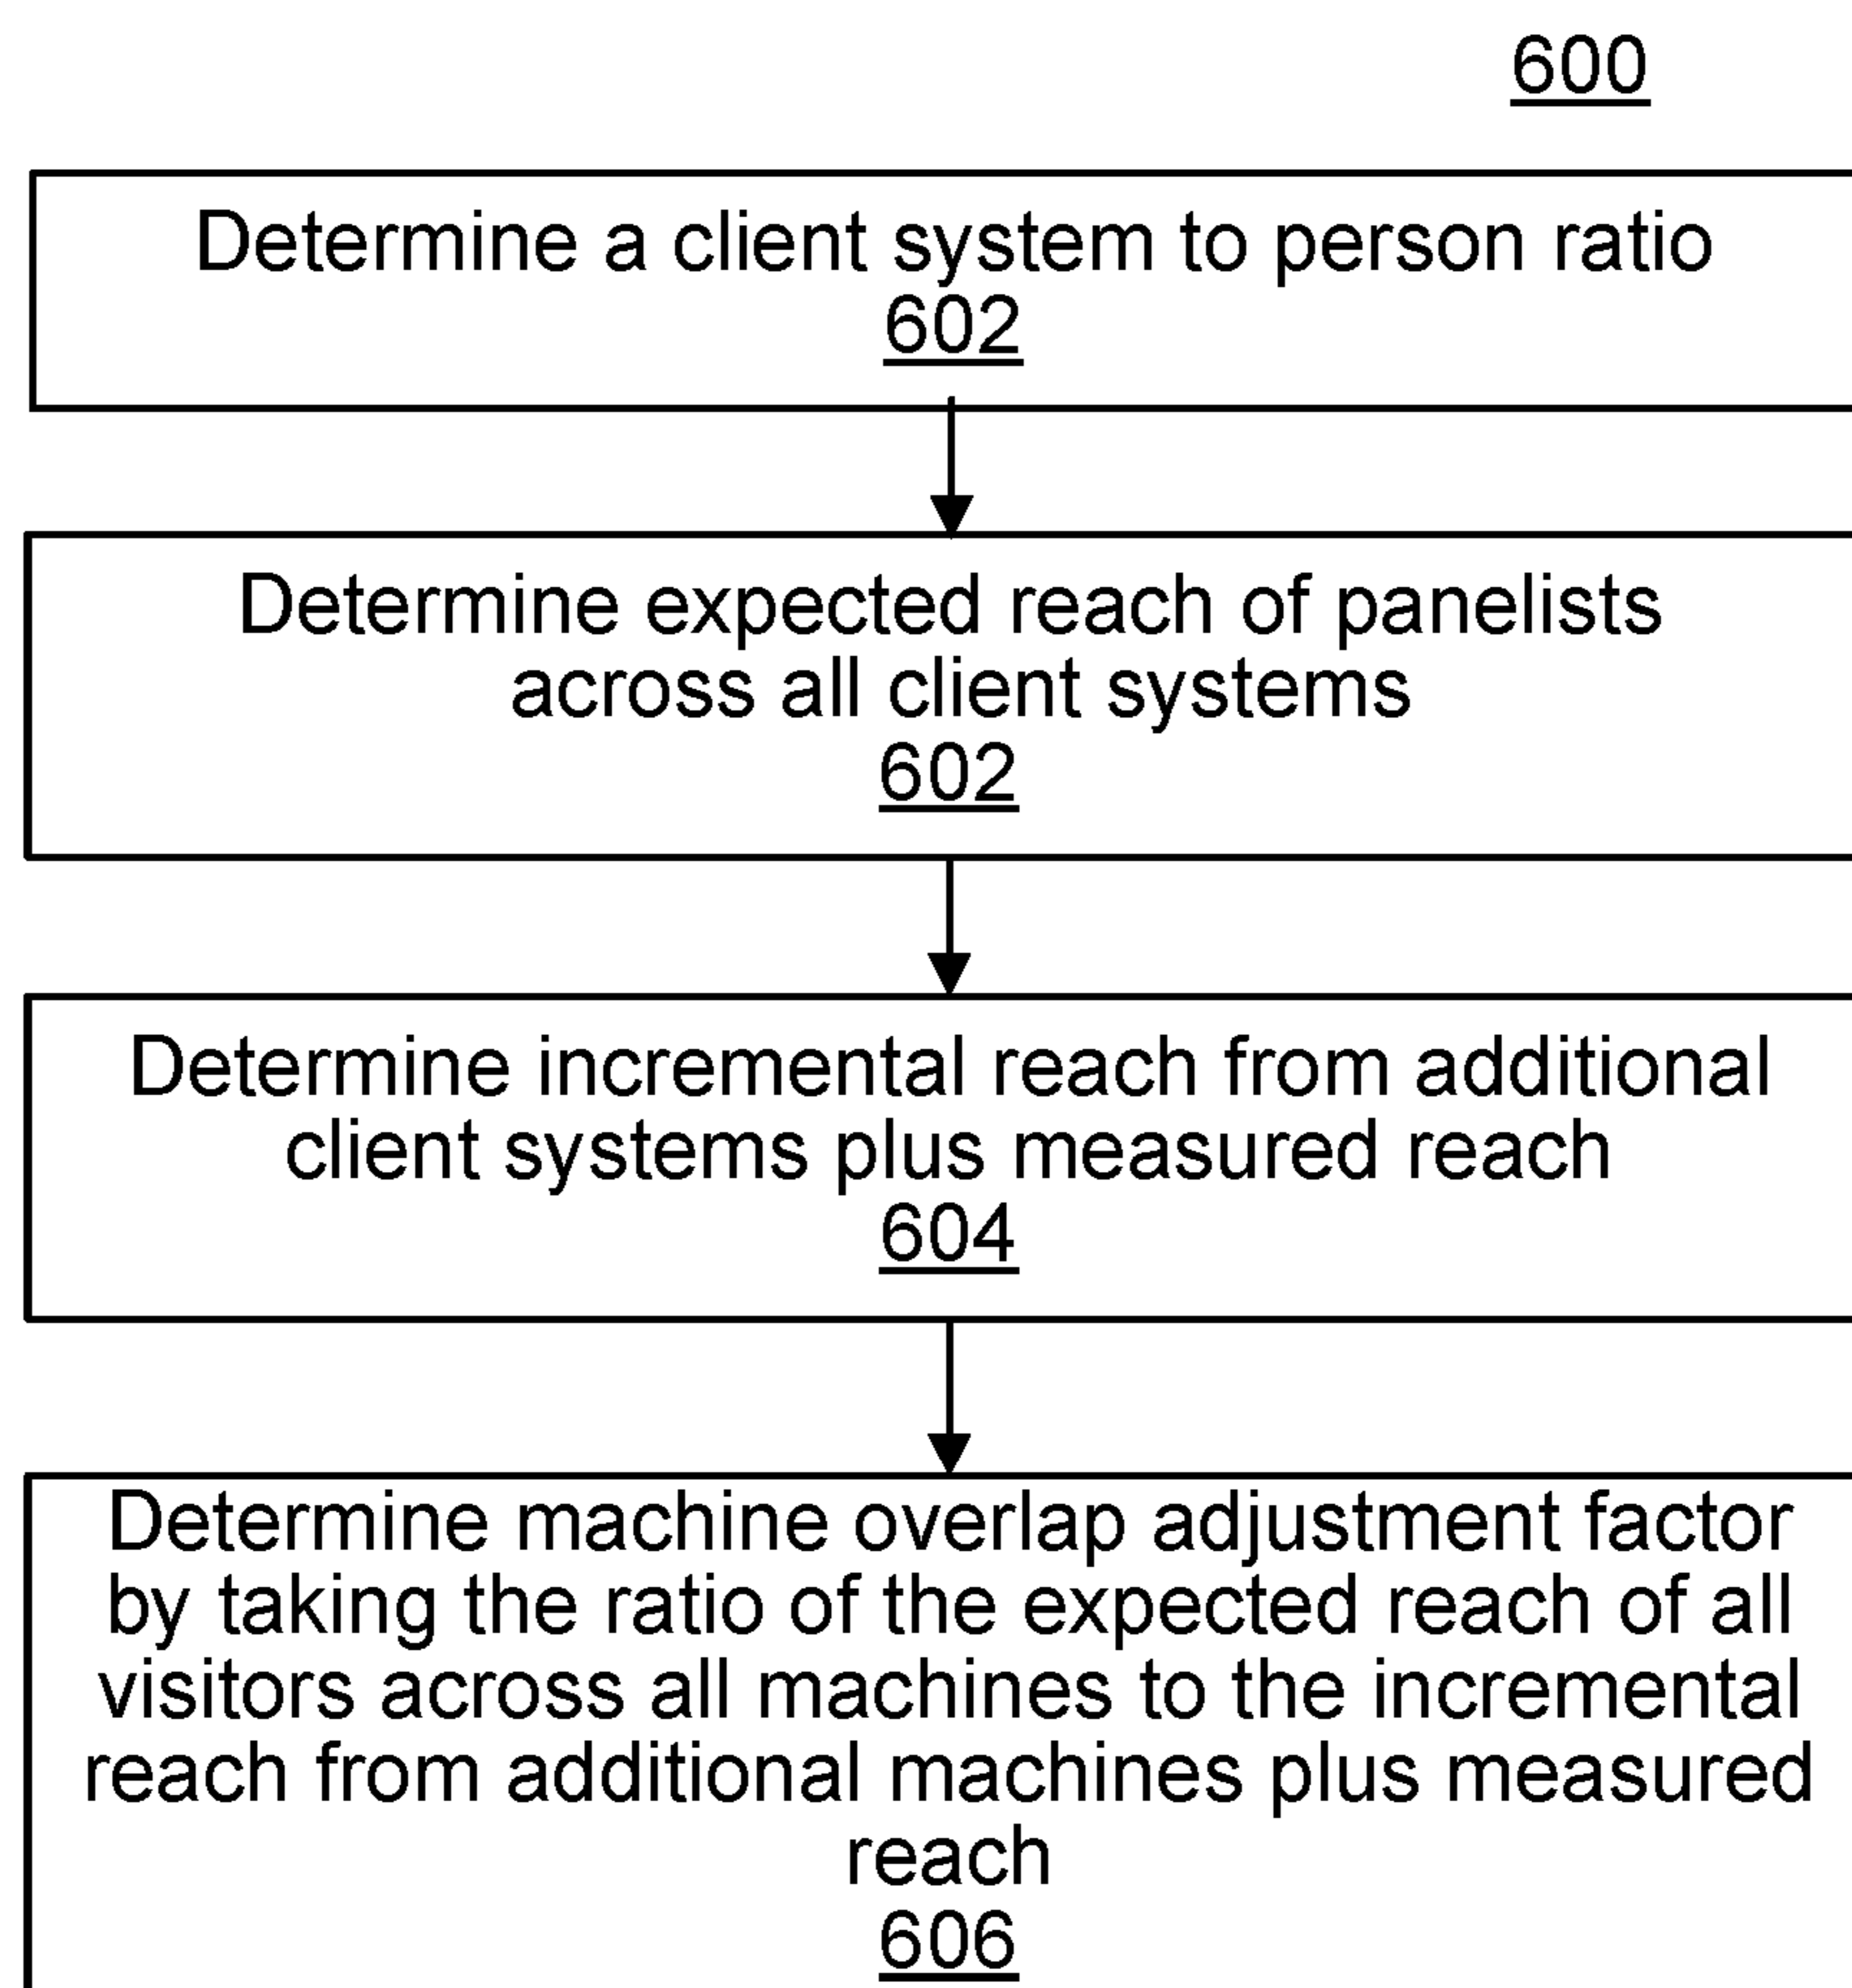 600
Determine a client system to person ratio
602
Determine expected reach of panelists
across all client systems
602
Determine incremental reach from additional
client systems plus measured reach
604
Determine machine overlap adjustment factor
by taking the ratio of the expected reach of all
visitors across all machines to the incremental
reach from additional machines plus measured
reach
606